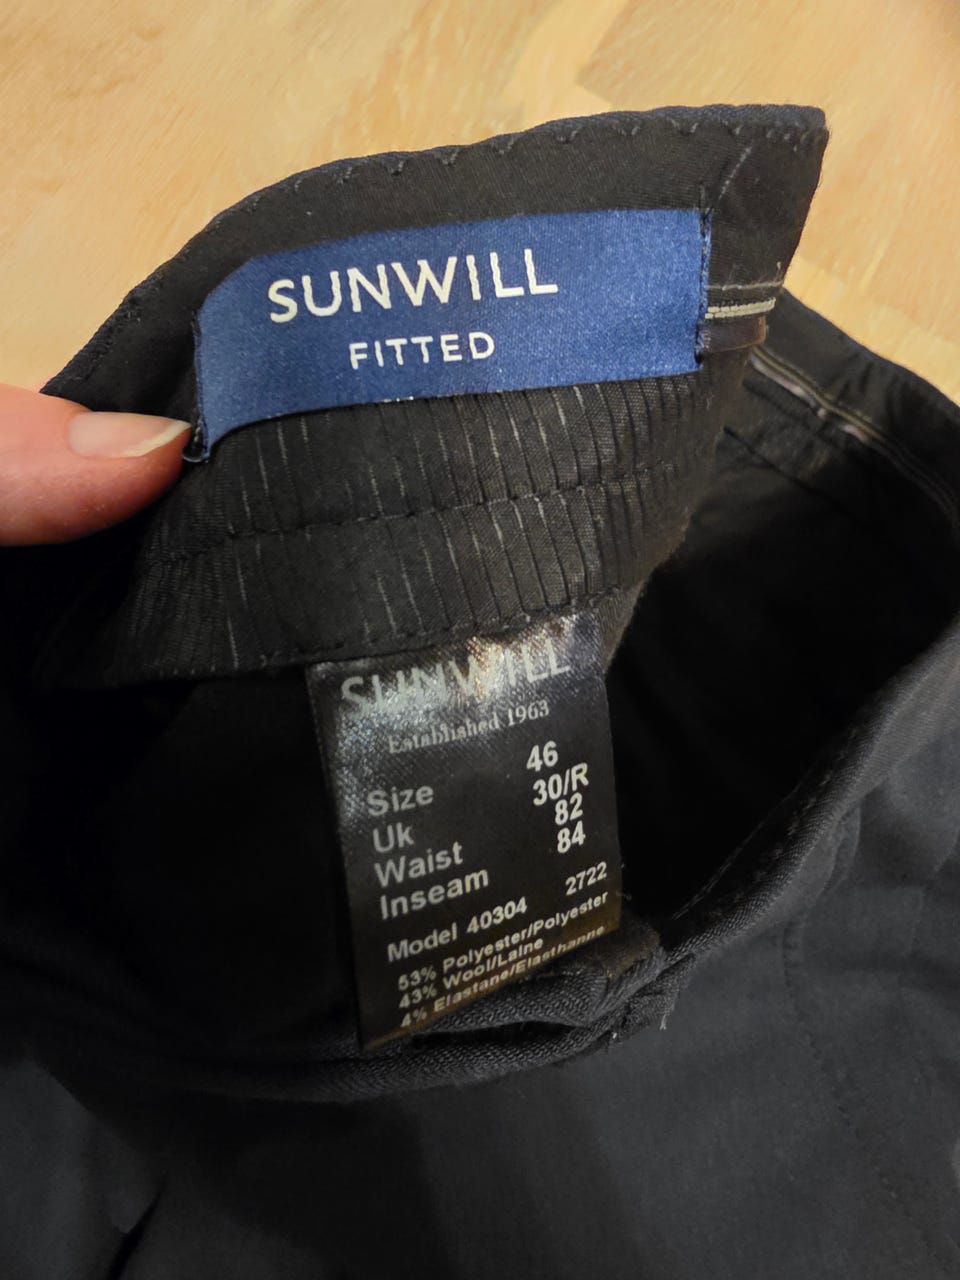 SUNWILL
FITTED
SUNWILL
Established 1963
Size 46
Uk 30/R
Waist 82
Inseam 84
Model 40304 2722
53% Polyester/Polyester
43% Wool/Laine
4% Elastane/Elasthanne